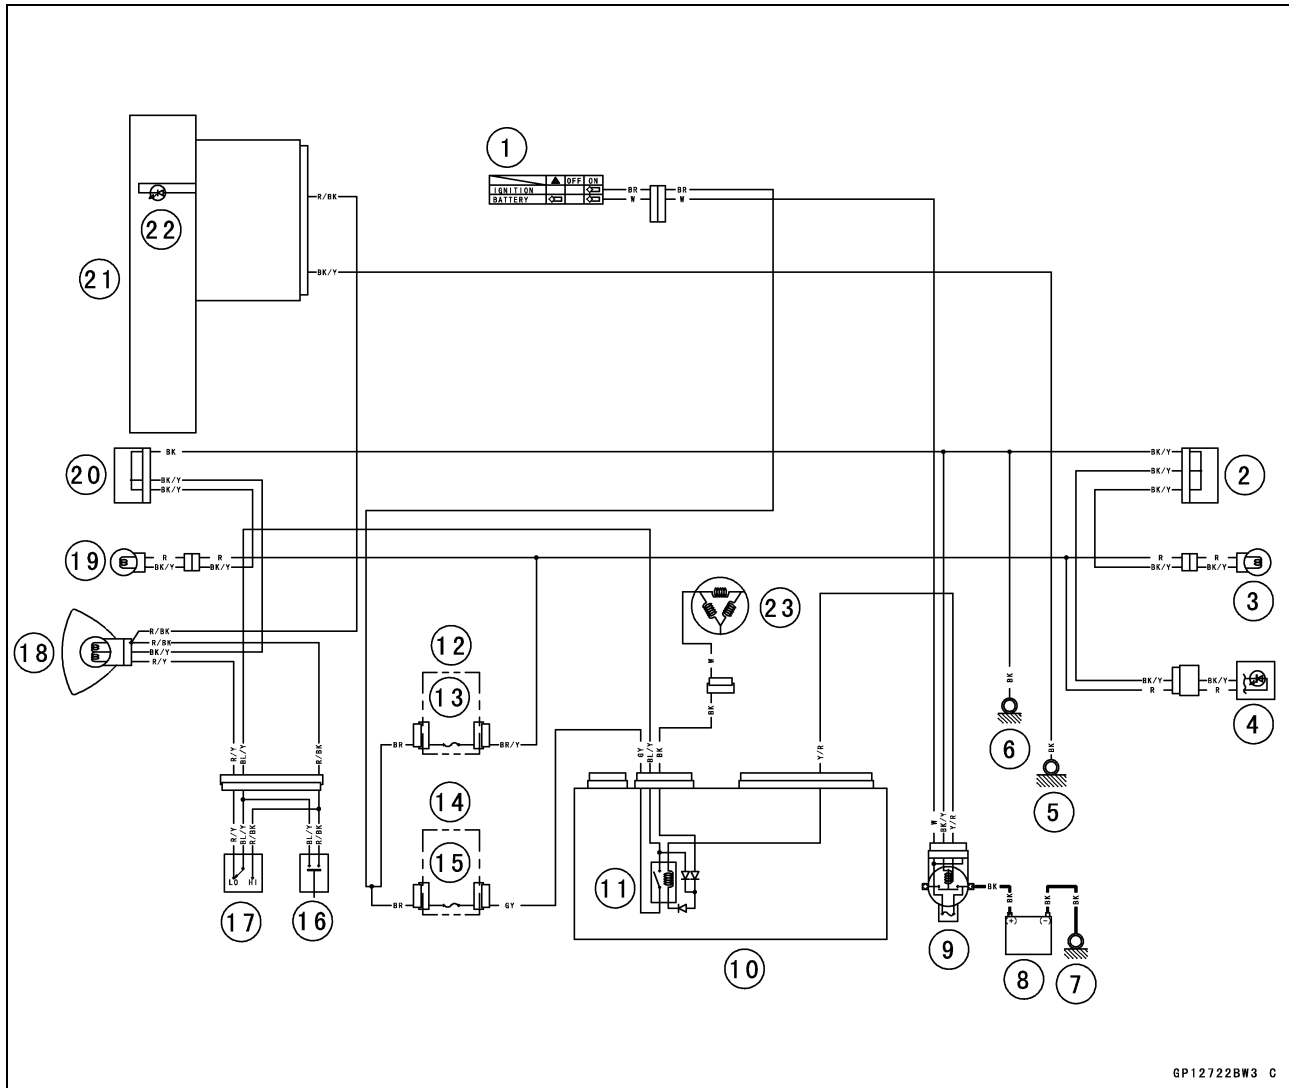 1
OFF ON
IGNITION
BATTERY
BR BR
W W
R/BK
22
BK/Y
21
BK BK/Y
20 BK/Y BK/Y 2
BK/Y BK/Y
19 R R R R
BK/Y BK/Y BK/Y BK/Y
3
23
R/BK
R/BK
18 BK/Y
R/Y
12
13
W
BK
BK/Y BK/Y
R R
4
BK
6
BR BR/Y
BK
GY
BL/Y
BK
Y/R
R/Y
BL/Y
R/BK
5
14
15
R/Y
BL/Y
R/BK
BL/Y
R/BK
W
BK/Y
Y/R
LO HI
11
BR GY
BK
BK
BK
BK
+ −
17 16
9
10
8 7
GP12722BW3 C